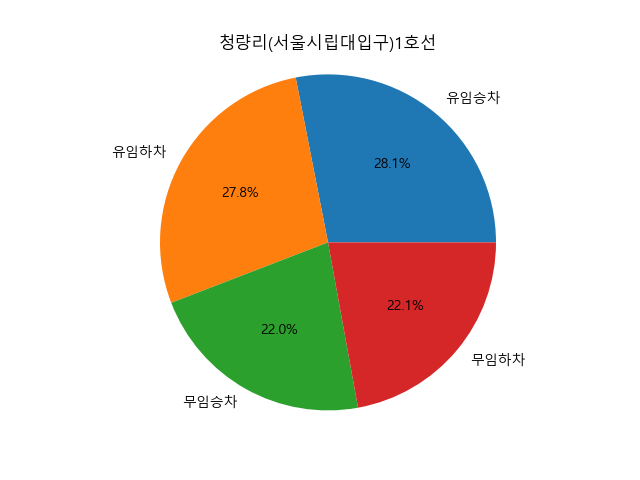 청량리(서울시립대입구)1호선
유임승차
유임하차
28.1%
27.8%
22.1%
22.0%
무임하차
무임승차